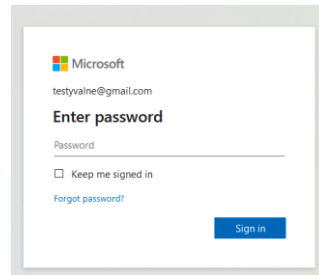 Microsoft
testyvalne@gmail.com
Enter password
Password
Keep me signed in
Forgot password?
Sign in